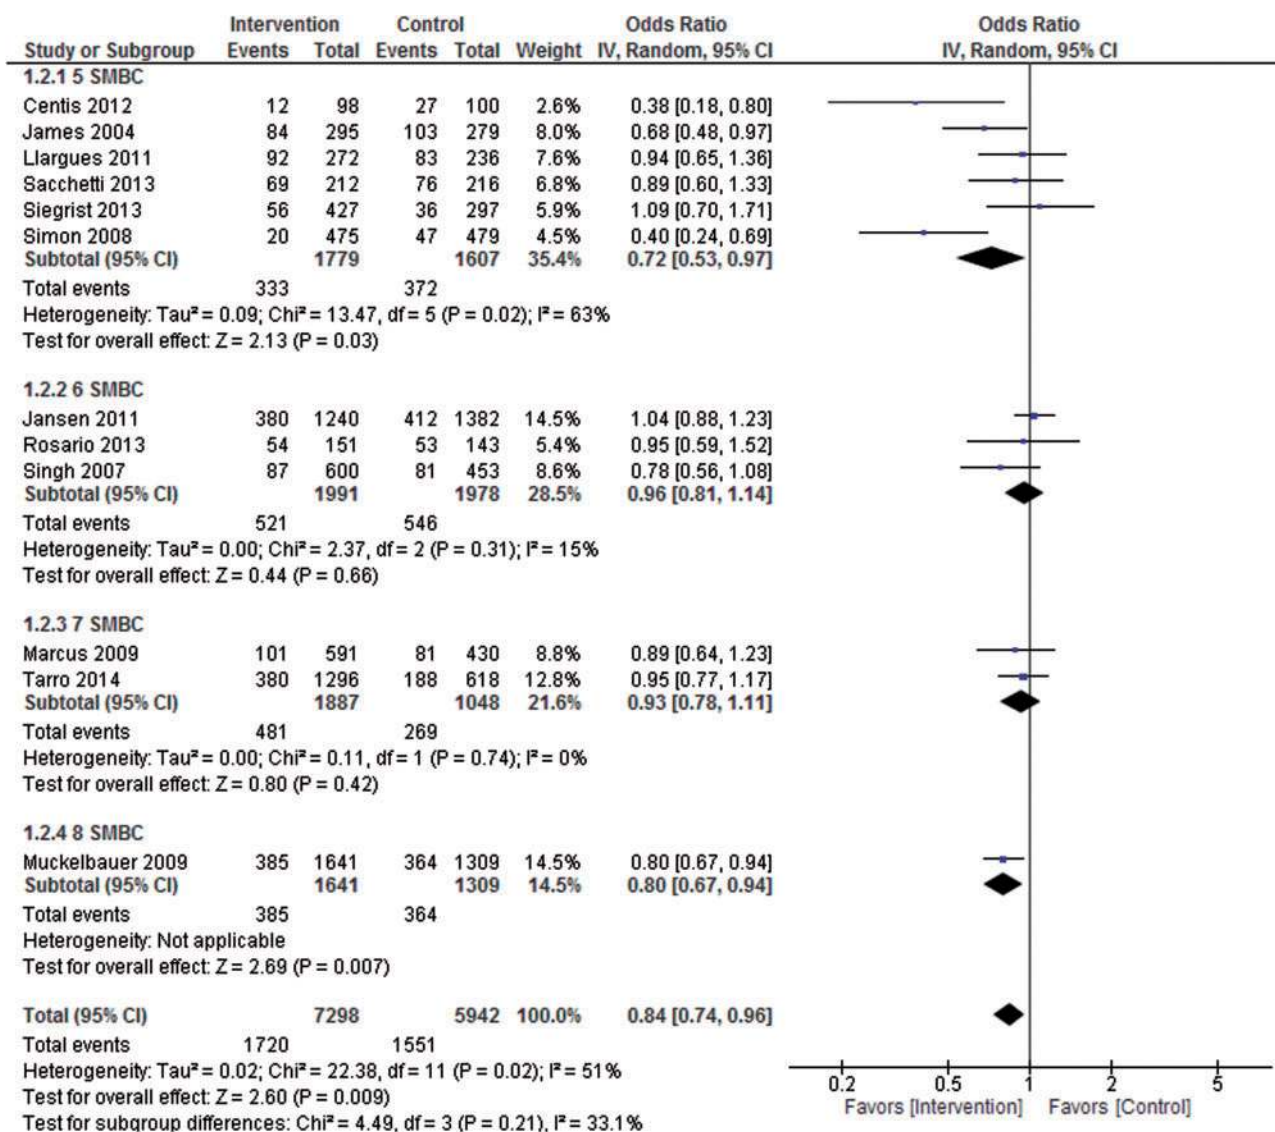 Intervention Control Odds Ratio Odds Ratio
Study or Subgroup Events Total Events Total Weight IV, Random, 95% CI IV, Random, 95% CI
1.2.1 5 SMBC
Centis 2012 12 98 27 100 2.6% 0.38 [0.18, 0.80]
James 2004 84 295 103 279 8.0% 0.68 [0.48, 0.97]
Llargues 2011 92 272 83 236 7.6% 0.94 [0.65, 1.36]
Sacchetti 2013 69 212 76 216 6.8% 0.89 [0.60, 1.33]
Siegrist 2013 56 427 36 297 5.9% 1.09 [0.70, 1.71]
Simon 2008 20 475 47 479 4.5% 0.40 [0.24, 0.69]
Subtotal (95% CI) 1779 1607 35.4% 0.72 [0.53, 0.97]
Total events 333 372
Heterogeneity: Tau² = 0.09; Chi² = 13.47, df = 5 (P = 0.02); I² = 63%
Test for overall effect: Z = 2.13 (P = 0.03)
1.2.2 6 SMBC
Jansen 2011 380 1240 412 1382 14.5% 1.04 [0.88, 1.23]
Rosario 2013 54 151 53 143 5.4% 0.95 [0.59, 1.52]
Singh 2007 87 600 81 453 8.6% 0.78 [0.56, 1.08]
Subtotal (95% CI) 1991 1978 28.5% 0.96 [0.81, 1.14]
Total events 521 546
Heterogeneity: Tau² = 0.00; Chi² = 2.37, df = 2 (P = 0.31); I² = 15%
Test for overall effect: Z = 0.44 (P = 0.66)
1.2.3 7 SMBC
Marcus 2009 101 591 81 430 8.8% 0.89 [0.64, 1.23]
Tarro 2014 380 1296 188 618 12.8% 0.95 [0.77, 1.17]
Subtotal (95% CI) 1887 1048 21.6% 0.93 [0.78, 1.11]
Total events 481 269
Heterogeneity: Tau² = 0.00; Chi² = 0.11, df = 1 (P = 0.74); I² = 0%
Test for overall effect: Z = 0.80 (P = 0.42)
1.2.4 8 SMBC
Muckelbauer 2009 385 1641 364 1309 14.5% 0.80 [0.67, 0.94]
Subtotal (95% CI) 1641 1309 14.5% 0.80 [0.67, 0.94]
Total events 385 364
Heterogeneity: Not applicable
Test for overall effect: Z = 2.69 (P = 0.007)
Total (95% CI) 7298 5942 100.0% 0.84 [0.74, 0.96]
Total events 1720 1551
Heterogeneity: Tau² = 0.02; Chi² = 22.38, df = 11 (P = 0.02); I² = 51%
Test for overall effect: Z = 2.60 (P = 0.009)
Test for subgroup differences: Chi² = 4.49, df = 3 (P = 0.21), I² = 33.1%
0.2 0.5 1 2 5
Favors [Intervention] Favors [Control]